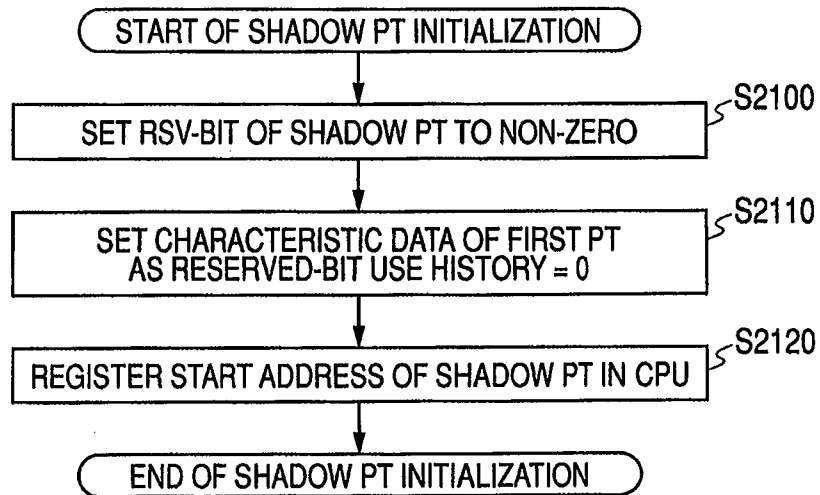 START OF SHADOW PT INITIALIZATION
S2100
SET RSV-BIT OF SHADOW PT TO NON-ZERO
S2110
SET CHARACTERISTIC DATA OF FIRST PT
AS RESERVED-BIT USE HISTORY = 0
S2120
REGISTER START ADDRESS OF SHADOW PT IN CPU
END OF SHADOW PT INITIALIZATION